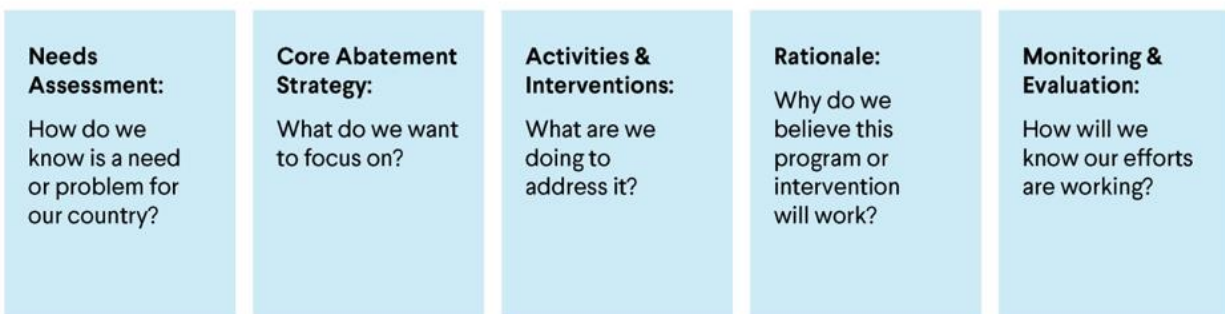 Needs
Assessment:
How do we
know is a need
or problem for
our country?
Core Abatement
Strategy:
What do we want
to focus on?
Activities &
Interventions:
What are we
doing to
address it?
Rationale:
Why do we
believe this
program or
intervention
will work?
Monitoring &
Evaluation:
How will we
know our efforts
are working?